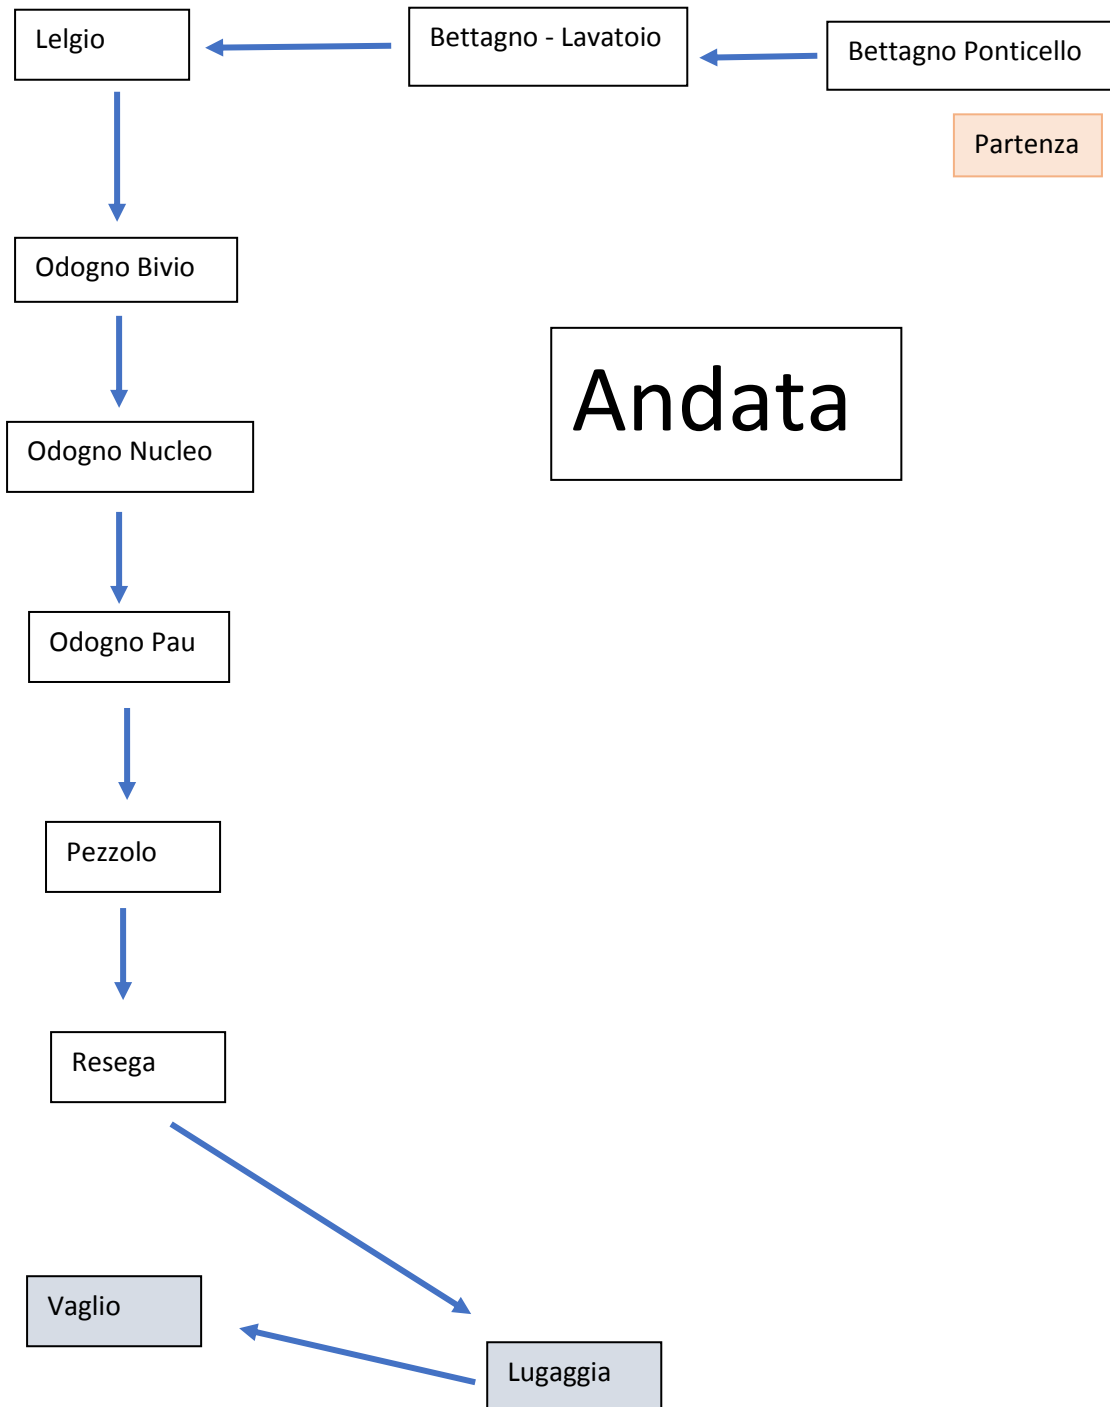 Lelgio
Bettagno - Lavatoio
Bettagno Ponticello
Partenza
Odogno Bivio
Andata
Odogno Nucleo
Odogno Pau
Pezzolo
Resega
Vaglio
Lugaggia